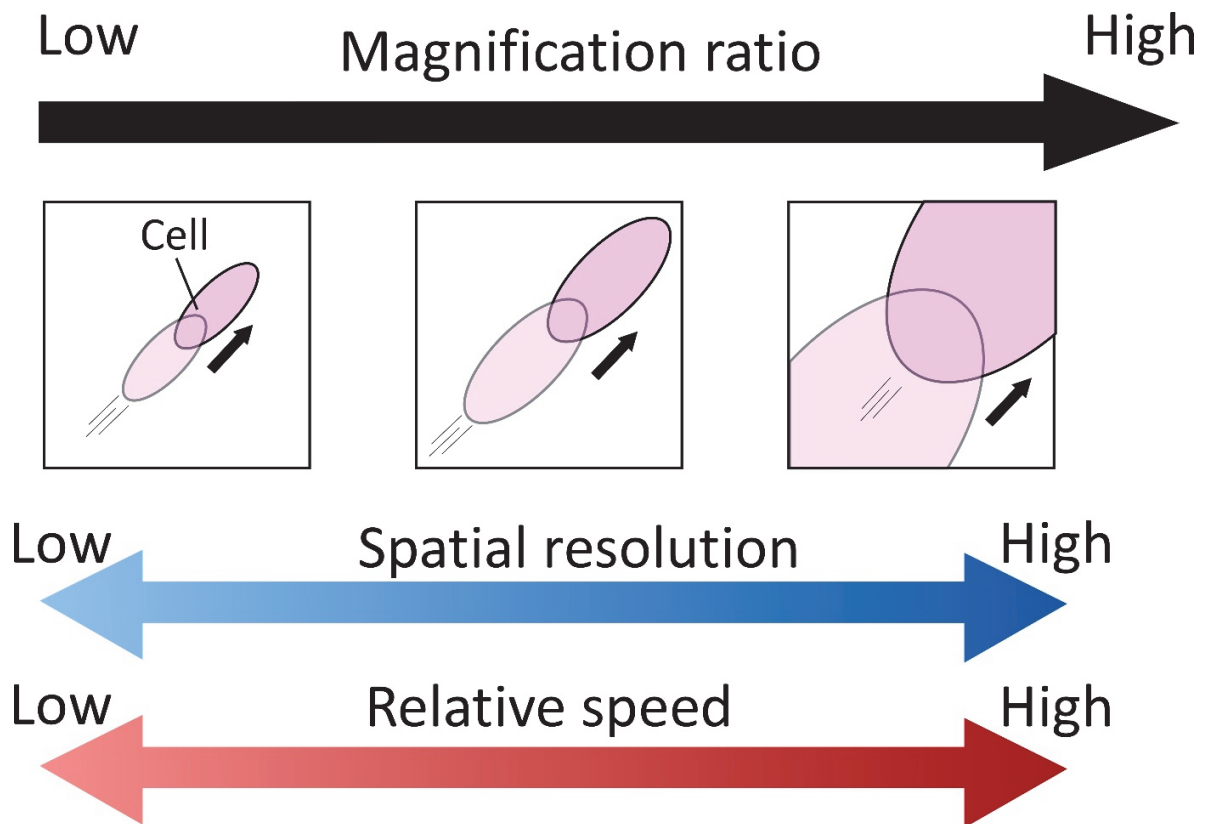 Low
Magnification ratio
High
Cell
Low
Spatial resolution
High
Low
Relative speed
High